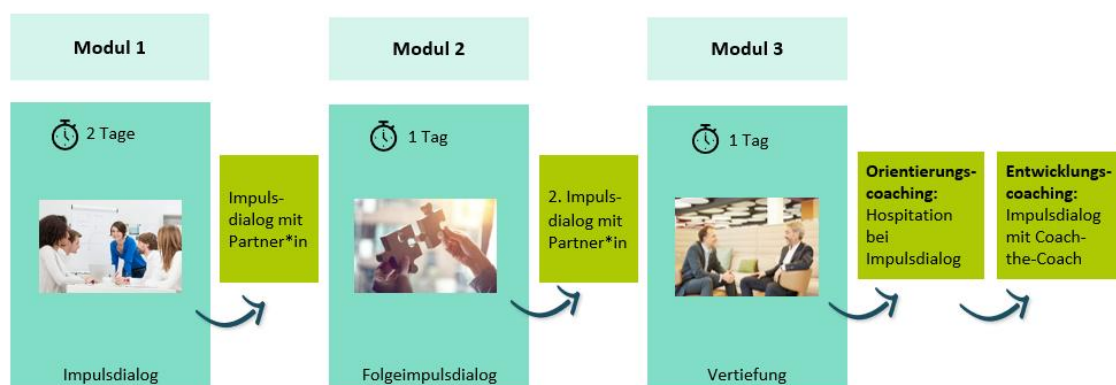 Modul 1
2 Tage
Impulsdialog
Impuls-
dialog mit
Partner*in
Modul 2
1 Tag
Folgeimpulsdialog
2. Impuls-
dialog mit
Partner*in
Modul 3
1 Tag
Vertiefung
Orientierungs-
coaching:
Hospitation
bei
Impulsdialog
Entwicklungs-
coaching:
Impulsdialog
mit Coach-
the-Coach